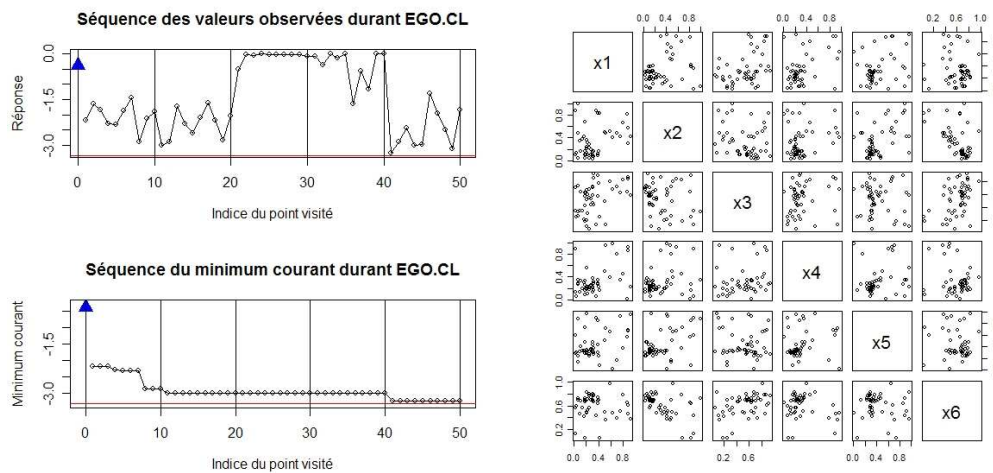 Séquence des valeurs observées durant EGO.CL
Réponse
0.0
-1.5
-3.0
0 10 20 30 40 50
Indice du point visité
Séquence du minimum courant durant EGO.CL
Minimum courant
-1.5
-3.0
0 10 20 30 40 50
Indice du point visité
0.0 0.4 0.8 0.0 0.4 0.8 0.2 0.6 1.0
x1
x2
0.0 0.4 0.8
x3
x4
0.0 0.4 0.8
x5
x6
0.2 0.6 1.0
0.0 0.4 0.8 0.0 0.4 0.8 0.0 0.4 0.8